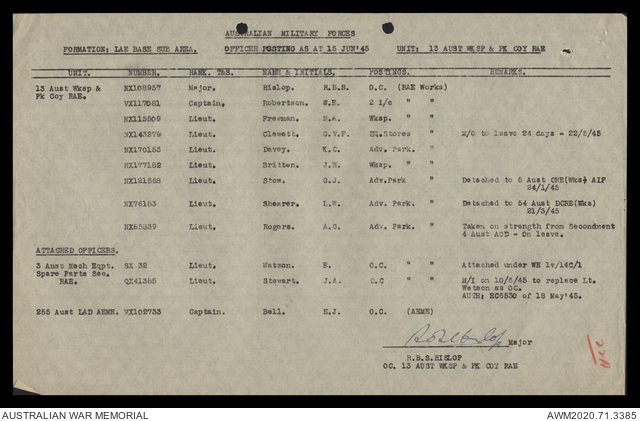 AUSTRALIAN MILITARY FORCES
FORMATION: LAE BASE SUB AREA. OFFICER POSTING AS AT 15 JUN'45 UNIT: 13 AUST WKSP & PK COY RAE
UNIT. NUMBER. RANK. T&S. NAME & INITIALS. POSTINGS. REMARKS.
13 Aust Wksp & NX108957 Major. Hislop. H.B.S. O.C. (RAE Works)
Pk Coy RAE. VX117081 Captain, Robertson. W.E. 2 i/c " "
NX115509 Lieut. Freeman. Wksp. " "
NX143279 Lieut. Clewett. G.V.P. Stores " M/O to leave 24 days - 22/5/45
NX170153 Lieut. Davey. K.C. Adv. Park. " "
NX177182 Lieut. Britten. J.H. Wksp. " "
NX121588 Lieut. Stow. G.J. Adv.Park " Detached to 6 Aust CRE(Wks) AIF
24/1/45
NX76183 Lieut. Shearer. L.W. Adv. Park. " Detached to 54 Aust DCRE(Wks)
21/3/45
NX65839 Lieut. Rogers. A.G. Adv. Park. " Taken on strength from Secondment
4 Aust AOD - On leave.
ATTACHED OFFICERS.
3 Aust Mech Eqpt. SX 32 Lieut. Watson. O.C. " " Attached under WE 1v/14C/1
Spare Parts Sec. QX41365 Lieut. Stewart. J.A. O.C " " M/I on 10/6/45 to replace Lt.
RAE. Watson as OC.
AUTH: EC6530 of 18 May'45.
255 Aust LAD AEME. VX102733 Captain. Bell. E.J. O.C. (AEME)
Major
H.B.S.HISLOP
OC. 13 AUST WKSP & PK COY RAE
AUSTRALIAN WAR MEMORIAL AWM2020.71.3385